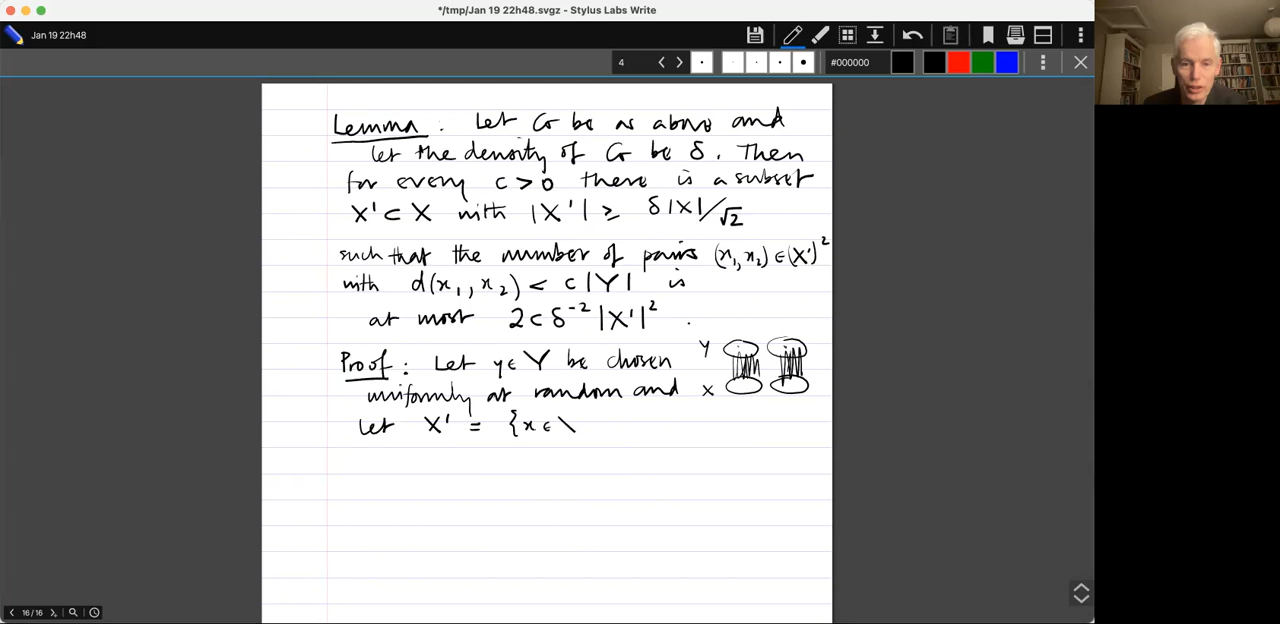 */tmp/Jan 19 22h48.svgz - Stylus Labs Write
Jan 19 22h48
4
#000000
Lemma : Let G be as above and
let the density of G be δ. Then
for every c > 0 there is a subset
X' ⊂ X with |X'| ≥ δ|X|/√2
such that the number of pairs (x₁, x₂) ∈ (X')²
with d(x₁, x₂) < c|Y| is
at most 2cδ⁻²|X'|² .
Proof : Let y ∈ Y be chosen
uniformly at random and
let X' = {x ∈ \
Y
X
16/16